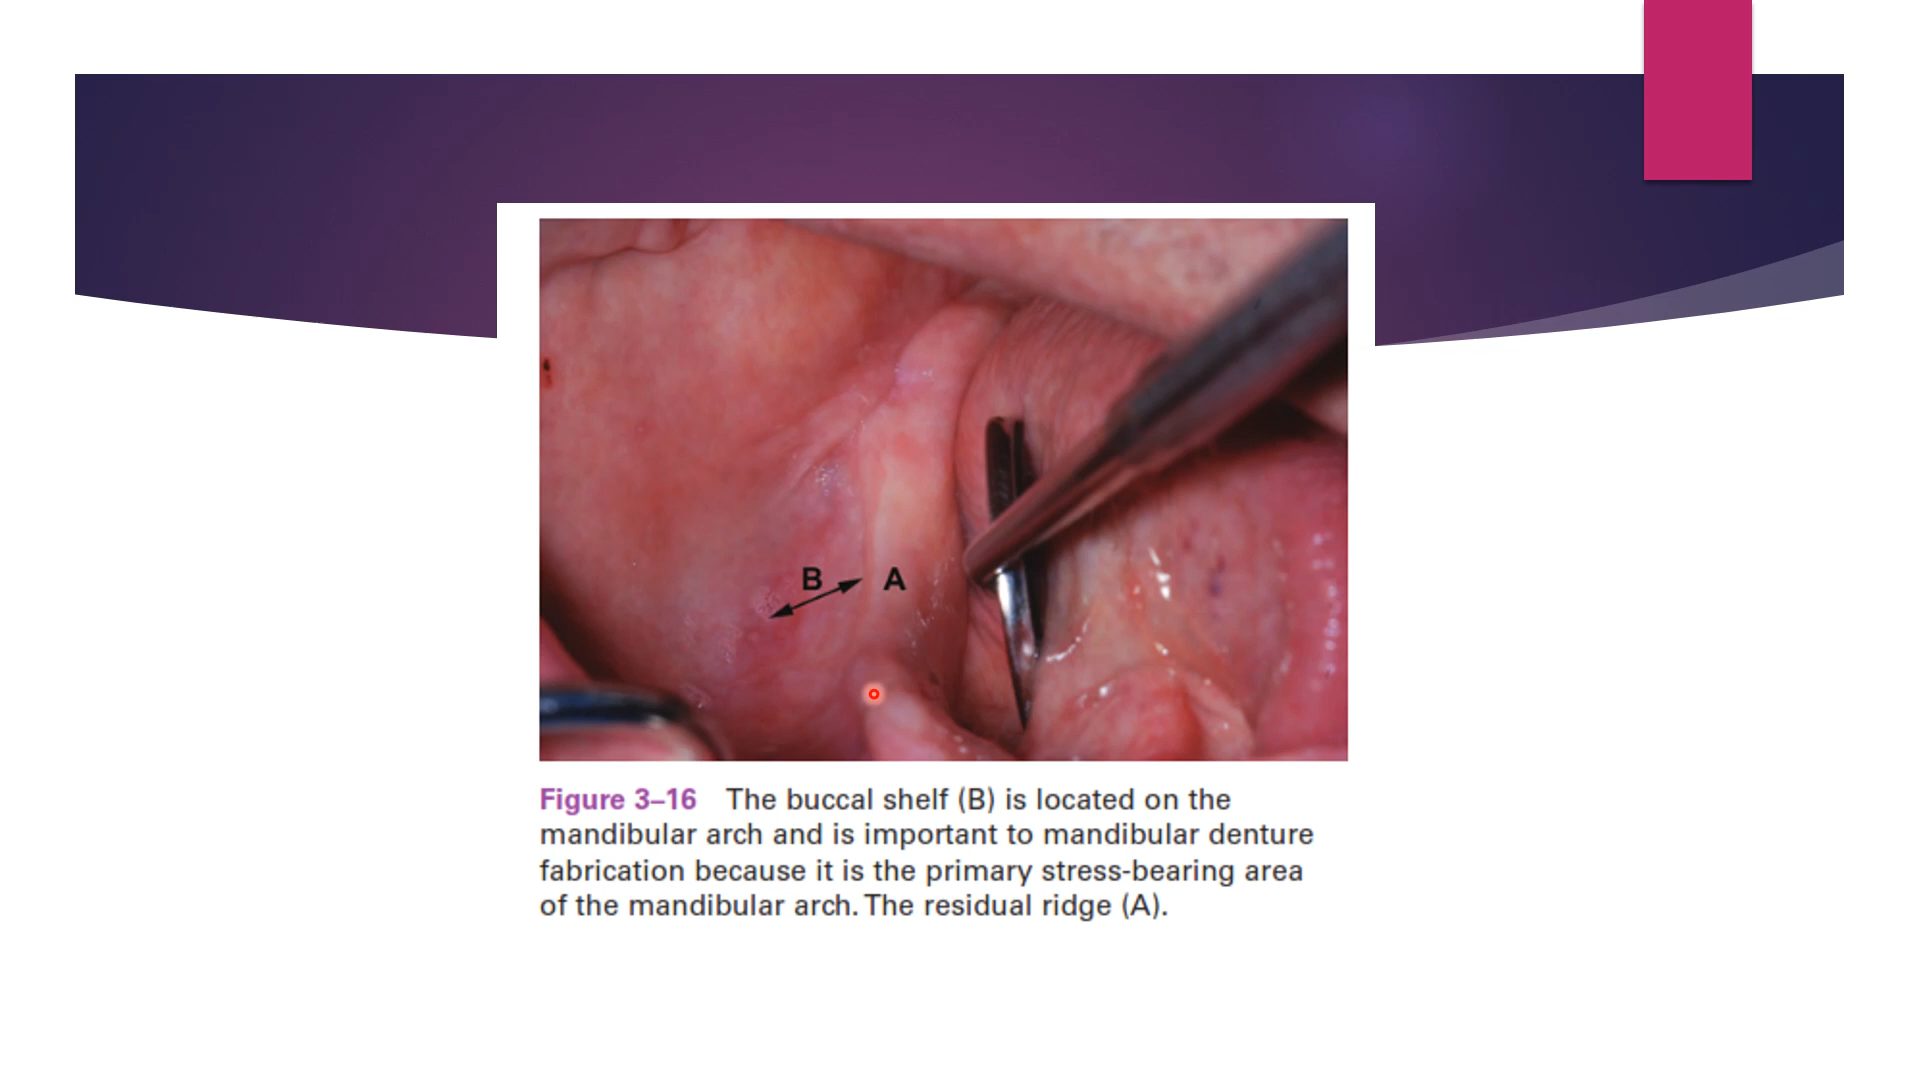 B A
Figure 3–16 The buccal shelf (B) is located on the
mandibular arch and is important to mandibular denture
fabrication because it is the primary stress-bearing area
of the mandibular arch. The residual ridge (A).